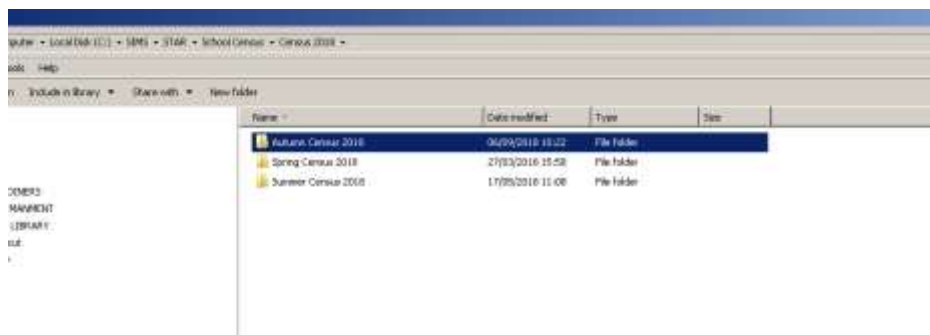 Computer ▸ Local Disk (C:) ▸ SIMS ▸ STAR ▸ School Census ▸ Census 2018 ▸
Tools Help
Include in library ▾ Share with ▾ New folder
Name Date modified Type Size
Autumn Census 2018 06/09/2018 File folder
Spring Census 2018 27/03/2018 15:58 File folder
Summer Census 2018 17/05/2018 11:08 File folder
LIBRARY